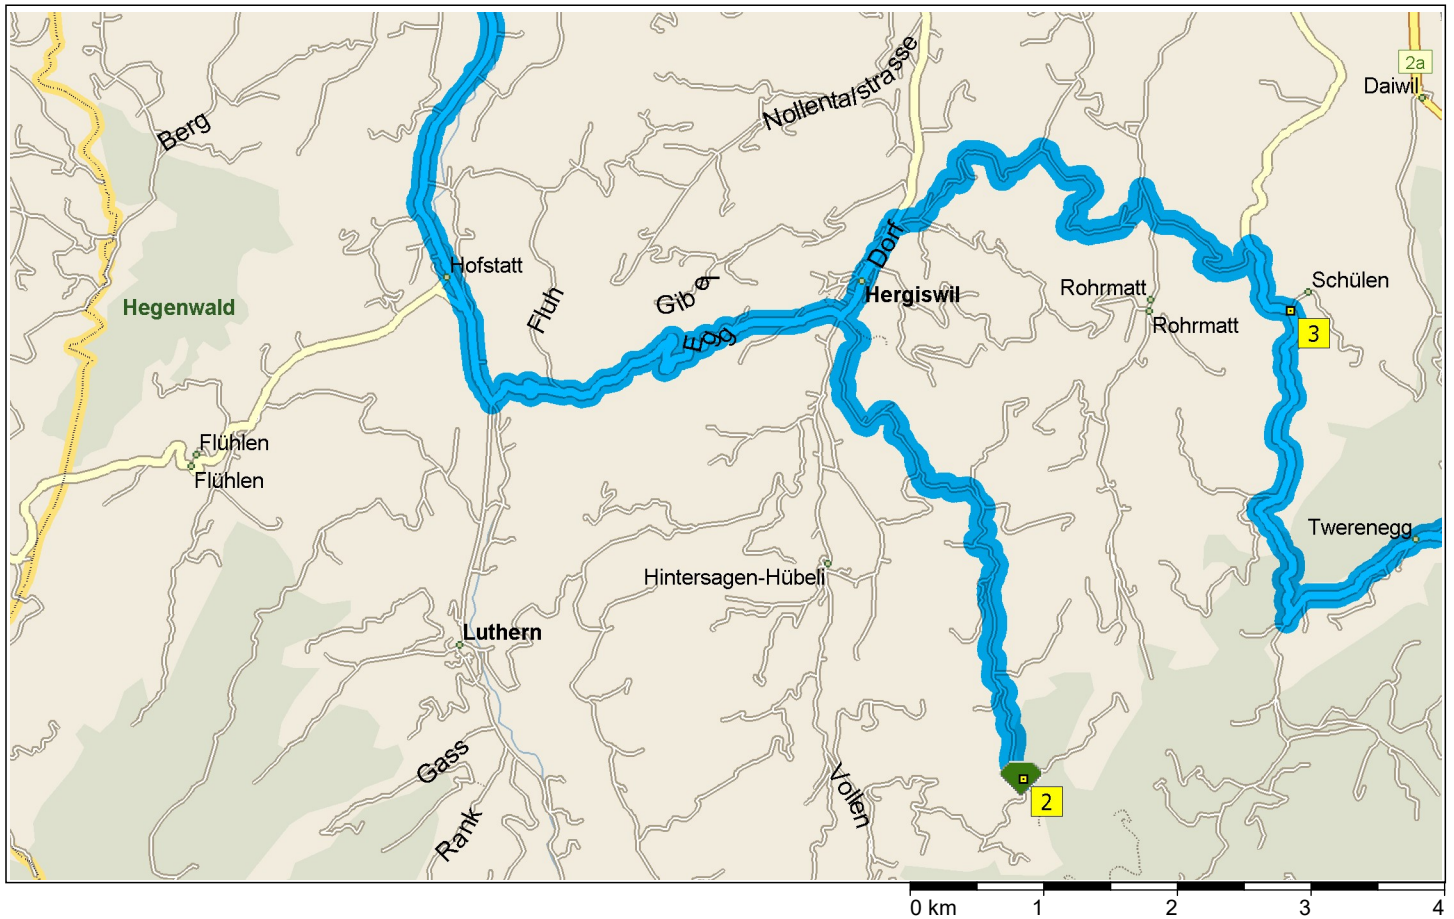 2a
Daiwil
Nollentalstrasse
Berg
Hofstatt
Dorf
Hegenwald
Fluh
Gibel
Hergiswil
Rohrmatt
Schülen
Rohrmatt
3
Egg
Flühlen
Flühlen
Twerenegg
Hintersagen-Hübeli
Luthern
Gass
Vollen
2
Rank
0 km 1 2 3 4